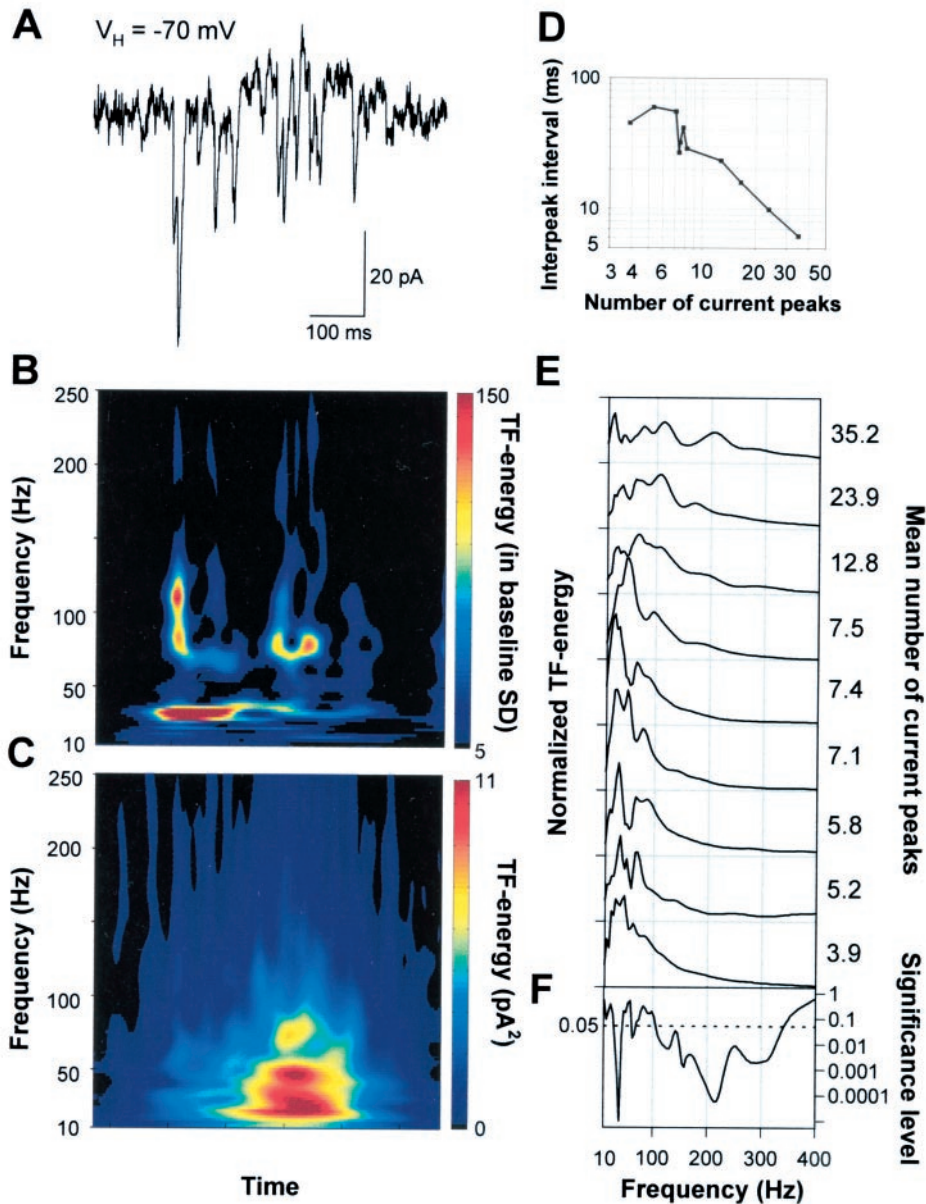 A
V_H = -70 mV
20 pA
100 ms
D
Interpeak interval (ms)
100
10
5
3 4 6 10 20 30 50
Number of current peaks
B
Frequency (Hz)
250
200
100
50
10
TF-energy (in baseline SD)
150
5
C
Frequency (Hz)
250
200
100
50
10
TF-energy (pA²)
11
0
Time
E
Normalized TF-energy
35.2
23.9
12.8
7.5
7.4
7.1
5.8
5.2
3.9
Mean number of current peaks
F
0.05
1
0.1
0.01
0.001
0.0001
Significance level
10 100 200 300 400
Frequency (Hz)